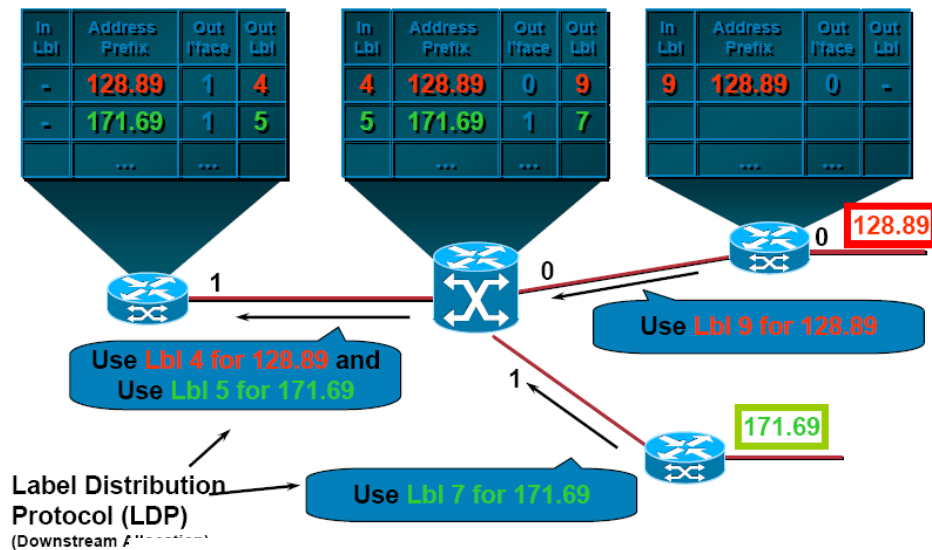 In Lbl Address Prefix Out I'face Out Lbl
- 128.89 1 4
- 171.69 1 5
... ...
In Lbl Address Prefix Out I'face Out Lbl
4 128.89 0 9
5 171.69 1 7
... ...
In Lbl Address Prefix Out I'face Out Lbl
9 128.89 0 -
... ...
128.89
0
0
1
Use Lbl 9 for 128.89
Use Lbl 4 for 128.89 and
Use Lbl 5 for 171.69
1
171.69
Use Lbl 7 for 171.69
Label Distribution
Protocol (LDP)
(Downstream